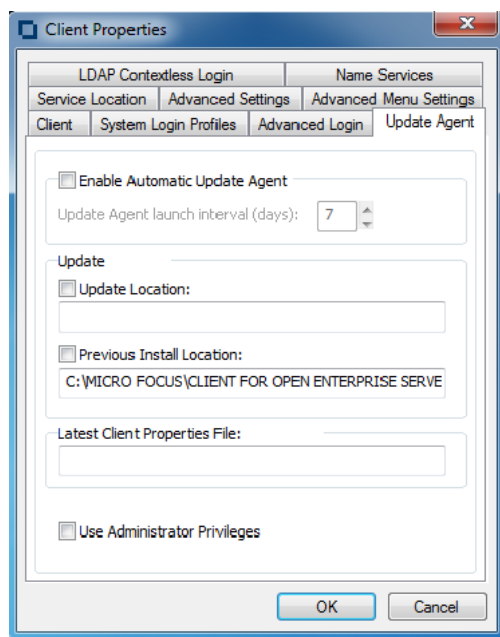 Client Properties
LDAP Contextless Login
Name Services
Service Location
Advanced Settings
Advanced Menu Settings
Client
System Login Profiles
Advanced Login
Update Agent
Enable Automatic Update Agent
Update Agent launch interval (days):
7
Update
Update Location:
Previous Install Location:
C:\MICRO FOCUS\CLIENT FOR OPEN ENTERPRISE SERVE
Latest Client Properties File:
Use Administrator Privileges
OK
Cancel